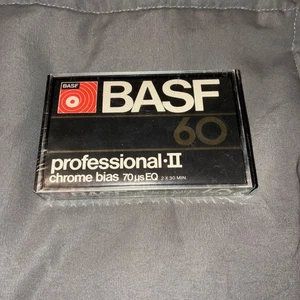 BASF
BASF
60
professional·II
chrome bias 70 µs EQ 2 X 30 MIN